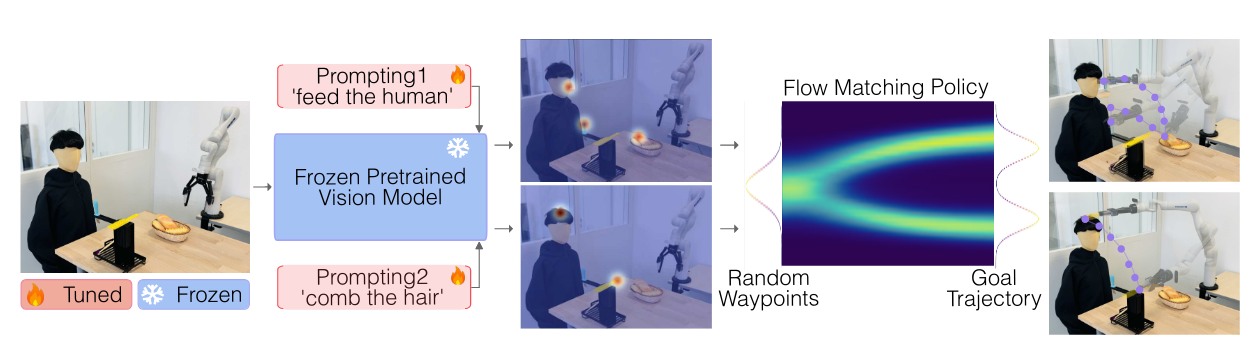 Prompting1
'feed the human'
Frozen Pretrained
Vision Model
Prompting2
'comb the hair'
Tuned
Frozen
Flow Matching Policy
Random
Waypoints
Goal
Trajectory